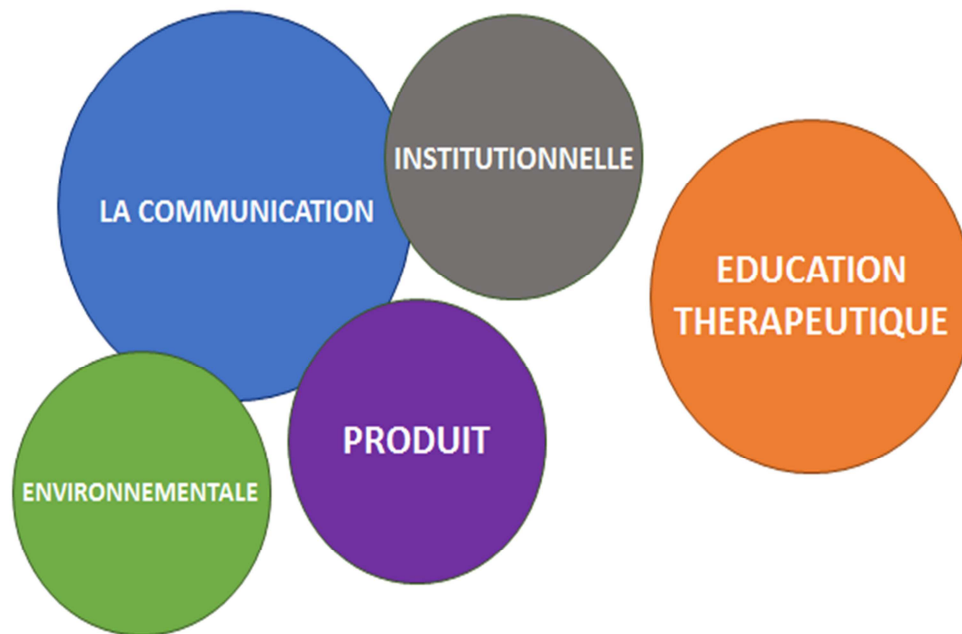 LA COMMUNICATION
INSTITUTIONNELLE
EDUCATION
THERAPEUTIQUE
PRODUIT
ENVIRONNEMENTALE